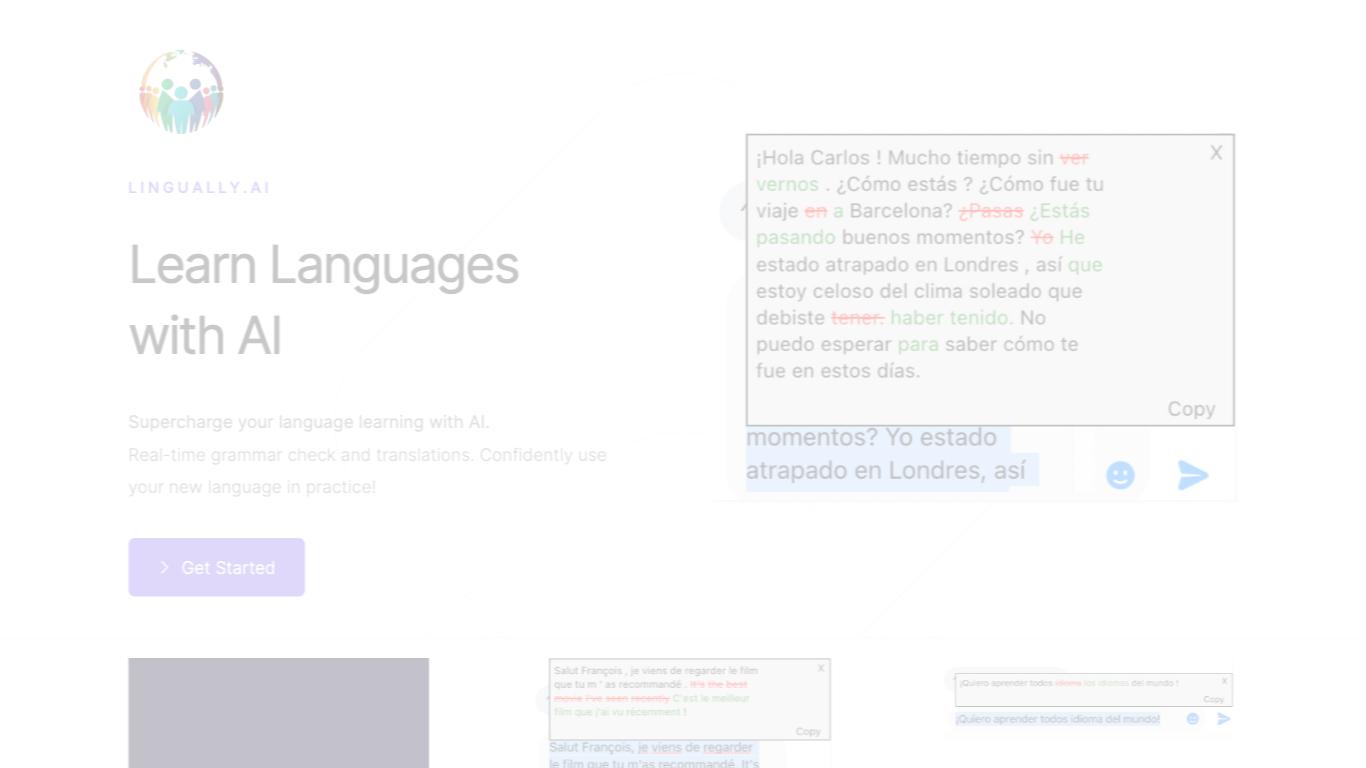 LINGUALLY.AI
Learn Languages
with AI
Supercharge your language learning with AI.
Real-time grammar check and translations. Confidently use
your new language in practice!
Get Started
X
¡Hola Carlos ! Mucho tiempo sin ver
vernos . ¿Cómo estás ? ¿Cómo fue tu
viaje en a Barcelona? ¿Pasas ¿Estás
pasando buenos momentos? Yo He
estado atrapado en Londres , así que
estoy celoso del clima soleado que
debiste tener. haber tenido. No
puedo esperar para saber cómo te
fue en estos días.
Copy
momentos? Yo estado
atrapado en Londres, así
Salut François , je viens de regarder le film
X
que tu m ' as recommandé . It's the best
movie I've seen recently C'est le meilleur
film que j'ai vu récemment !
Copy
Salut François, je viens de regarder
le film que tu m'as recommandé. It's
¡Quiero aprender todos idioma los idiomas del mundo !
X
Copy
¡Quiero aprender todos idioma del mundo!